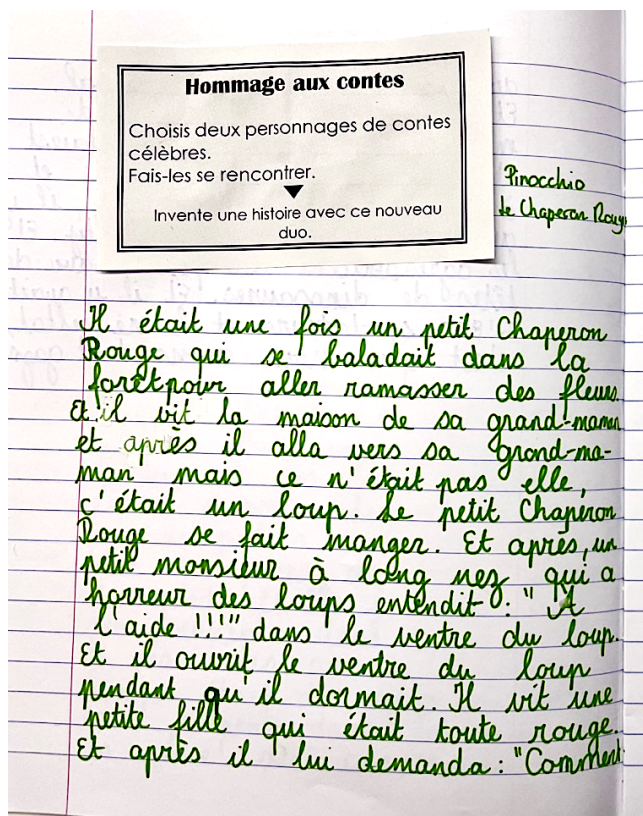 Hommage aux contes
Choisis deux personnages de contes
célèbres.
Fais-les se rencontrer.
Invente une histoire avec ce nouveau
duo.
Pinocchio
le Chaperon Rouge
Il était une fois un petit Chaperon
Rouge qui se baladait dans la
forêt pour aller ramasser des fleurs.
Et il vit la maison de sa grand-maman
et après il alla vers sa grand-ma-
man mais ce n'était pas elle,
c'était un loup. Le petit Chaperon
Rouge se fait manger. Et après, un
petit monsieur à long nez qui a
horreur des loups entendit : "A
l'aide !!!" dans le ventre du loup.
Et il ouvrit le ventre du loup
pendant qu'il dormait. Il vit une
petite fille qui était toute rouge.
Et après il lui demanda : "Comment